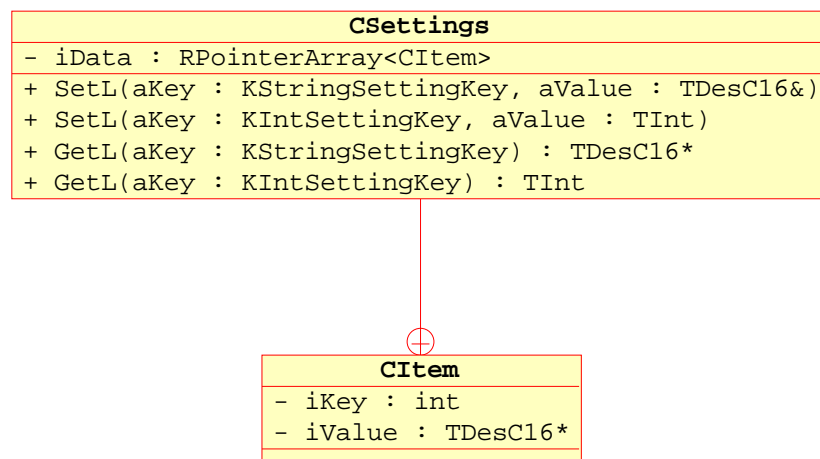 CSettings
- iData : RPointerArray<CItem>
+ SetL(aKey : KStringSettingKey, aValue : TDesC16&)
+ SetL(aKey : KIntSettingKey, aValue : TInt)
+ GetL(aKey : KStringSettingKey) : TDesC16*
+ GetL(aKey : KIntSettingKey) : TInt
CItem
- iKey : int
- iValue : TDesC16*